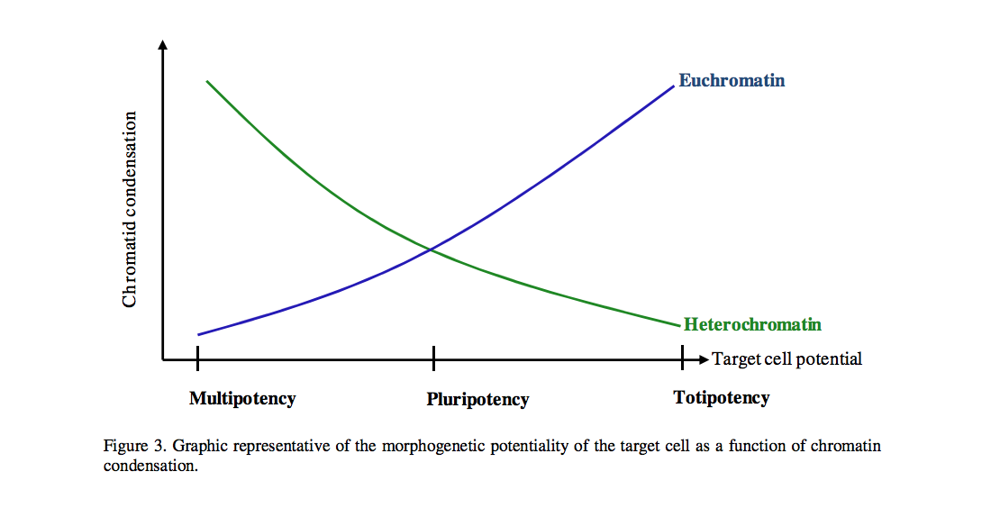 Euchromatin
Chromatid condensation
Heterochromatin
Target cell potential
Multipotency
Pluripotency
Totipotency
Figure 3. Graphic representative of the morphogenetic potentiality of the target cell as a function of chromatin
condensation.